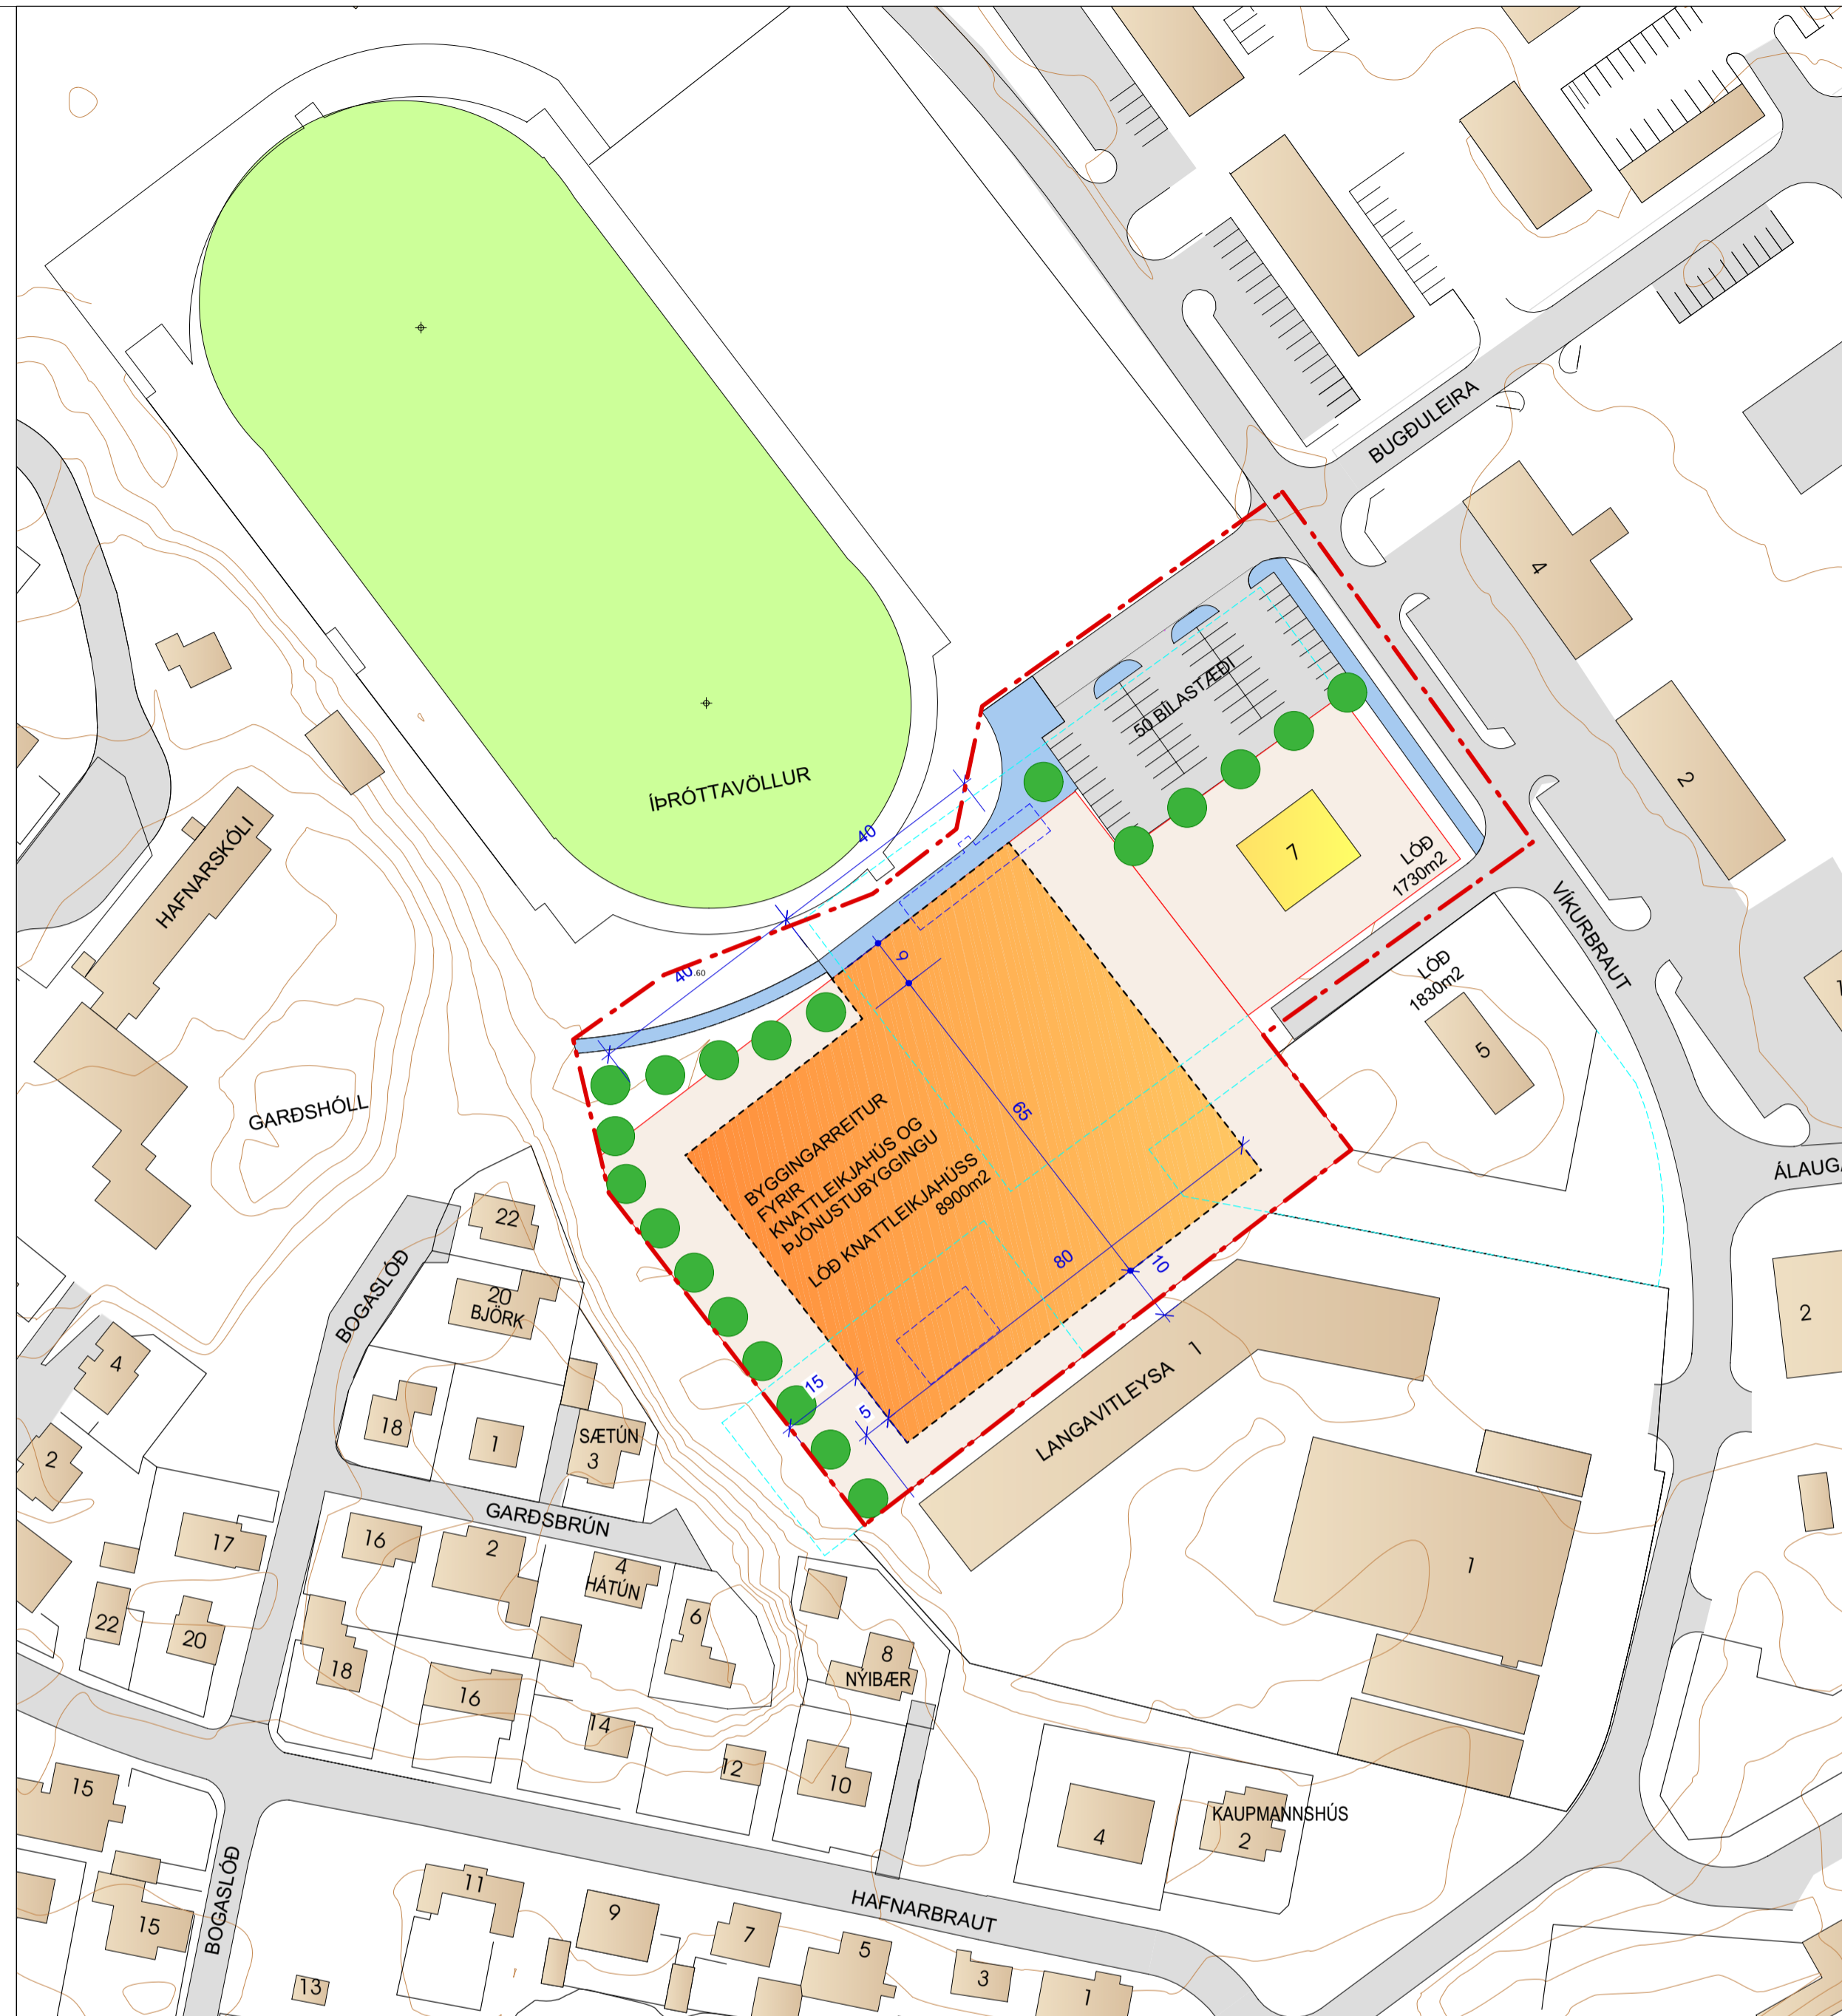 BUGÐULEIRA
4
2
50 BÍLASTÆÐI
ÍÞRÓTTAVÖLLUR
40
40.60
HAFNARSKÓLI
7
LÓÐ
1730m2
VÍKURBRAUT
LÓÐ
1830m2
5
9
65
GARÐSHÓLL
BYGGINGARREITUR
FYRIR
KNATTLEIKJAHÚS OG
ÞJÓNUSTUBYGGINGU
LÓÐ KNATTLEIKJAHÚSS
8900m2
80
10
15
5
ÁLAUGA
2
LANGAVITLEYSA 1
1
BOGASLÓÐ
22
20
BJÖRK
18
1
SÆTÚN
3
4
2
GARÐSBRÚN
17
16
2
4
HÁTÚN
6
22
20
18
16
14
12
8
NÝIBÆR
10
15
4
KAUPMANNSHÚS
2
BOGASLÓÐ
HAFNARBRAUT
15
11
9
7
5
3
1
13